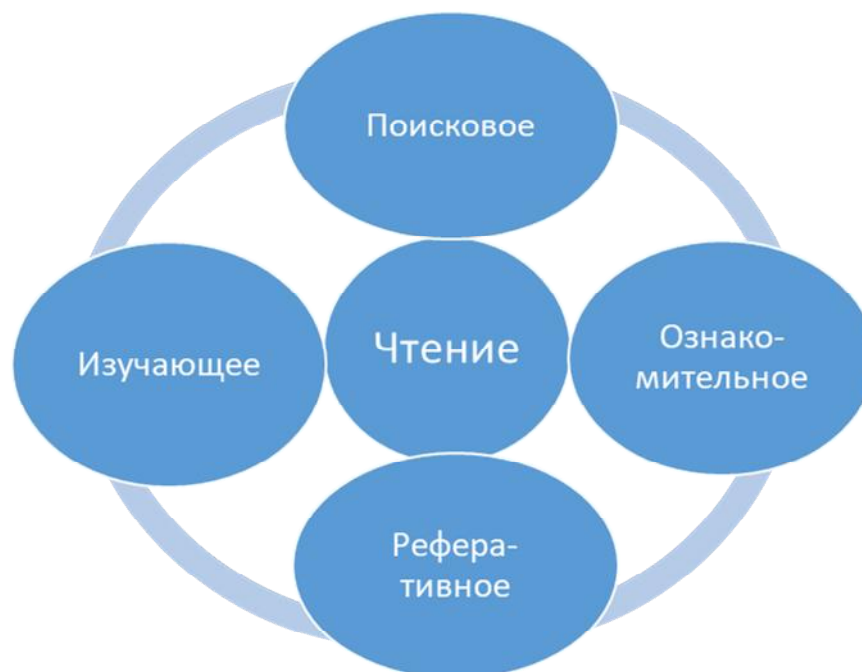 Поисковое
Изучающее
Чтение
Ознако-
мительное
Рефера-
тивное